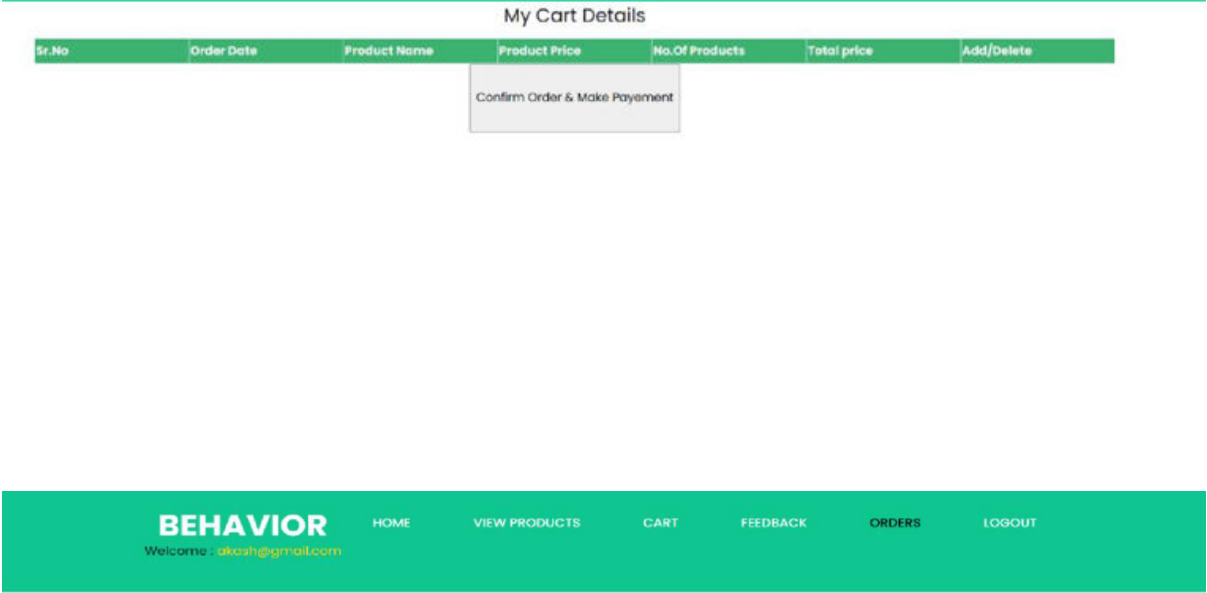 My Cart Details
Sr.No Order Date Product Name Product Price No.Of Products Total price Add/Delete
Confirm Order & Make Payement
BEHAVIOR HOME VIEW PRODUCTS CART FEEDBACK ORDERS LOGOUT
Welcome : akash@gmail.com